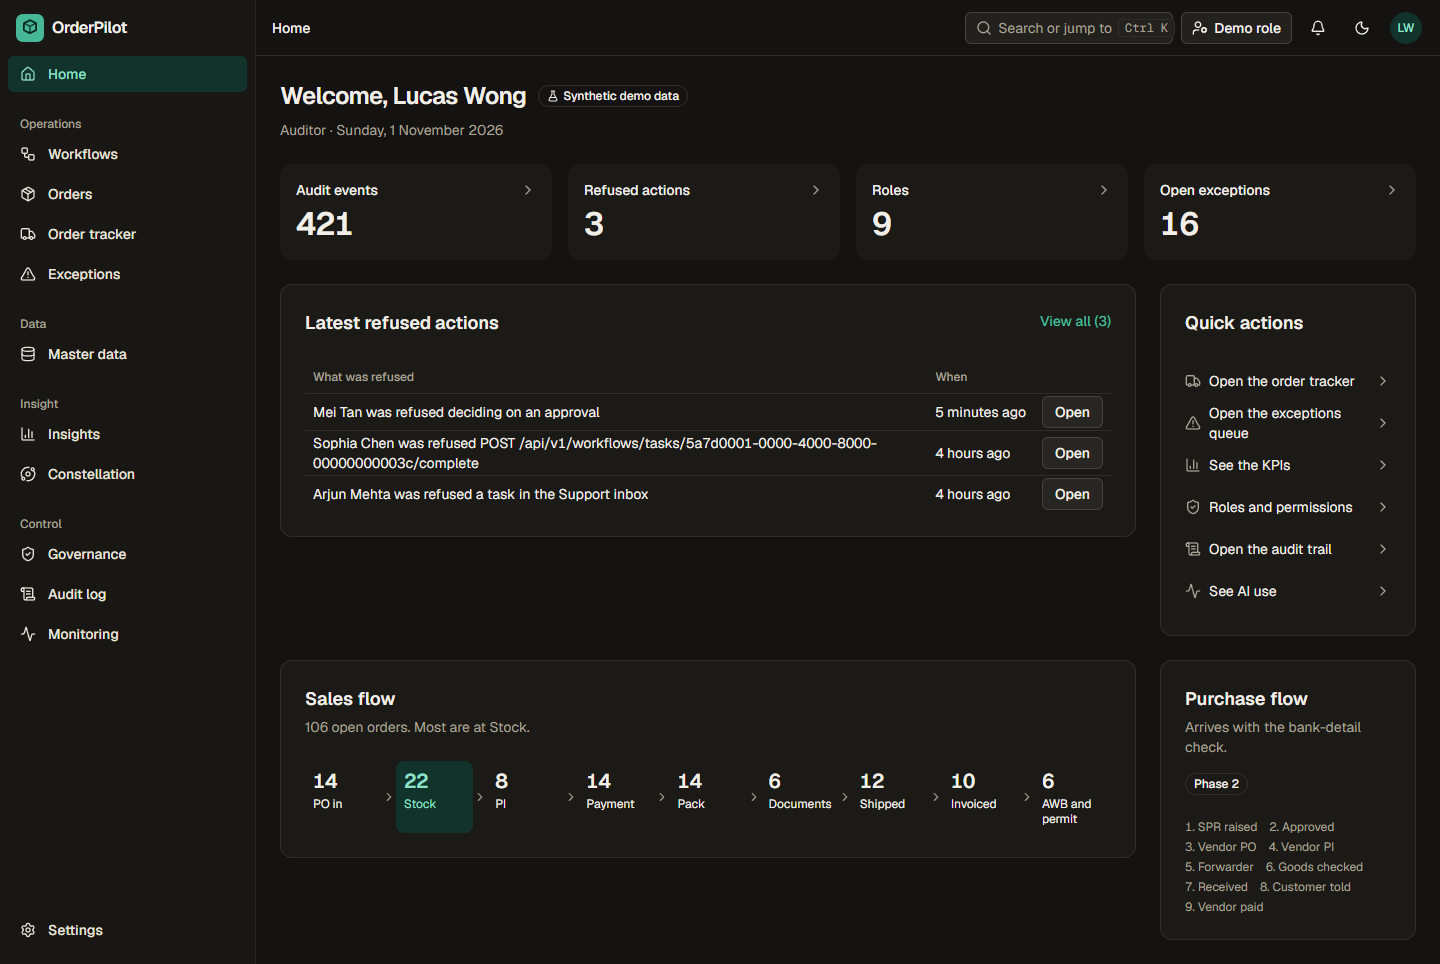 OrderPilot
Home
Search or jump to
Ctrl K
Demo role
LW
Home
Operations
Workflows
Orders
Order tracker
Exceptions
Data
Master data
Insight
Insights
Constellation
Control
Governance
Audit log
Monitoring
Settings
Welcome, Lucas Wong
Synthetic demo data
Auditor · Sunday, 1 November 2026
Audit events
421
Refused actions
3
Roles
9
Open exceptions
16
Latest refused actions
View all (3)
What was refused
When
Mei Tan was refused deciding on an approval
5 minutes ago
Open
Sophia Chen was refused POST /api/v1/workflows/tasks/5a7d0001-0000-4000-8000-
00000000003c/complete
4 hours ago
Open
Arjun Mehta was refused a task in the Support inbox
4 hours ago
Open
Quick actions
Open the order tracker
Open the exceptions
queue
See the KPIs
Roles and permissions
Open the audit trail
See AI use
Sales flow
106 open orders. Most are at Stock.
14
PO in
22
Stock
8
PI
14
Payment
14
Pack
6
Documents
12
Shipped
10
Invoiced
6
AWB and
permit
Purchase flow
Arrives with the bank-detail
check.
Phase 2
1. SPR raised 2. Approved
3. Vendor PO 4. Vendor PI
5. Forwarder 6. Goods checked
7. Received 8. Customer told
9. Vendor paid